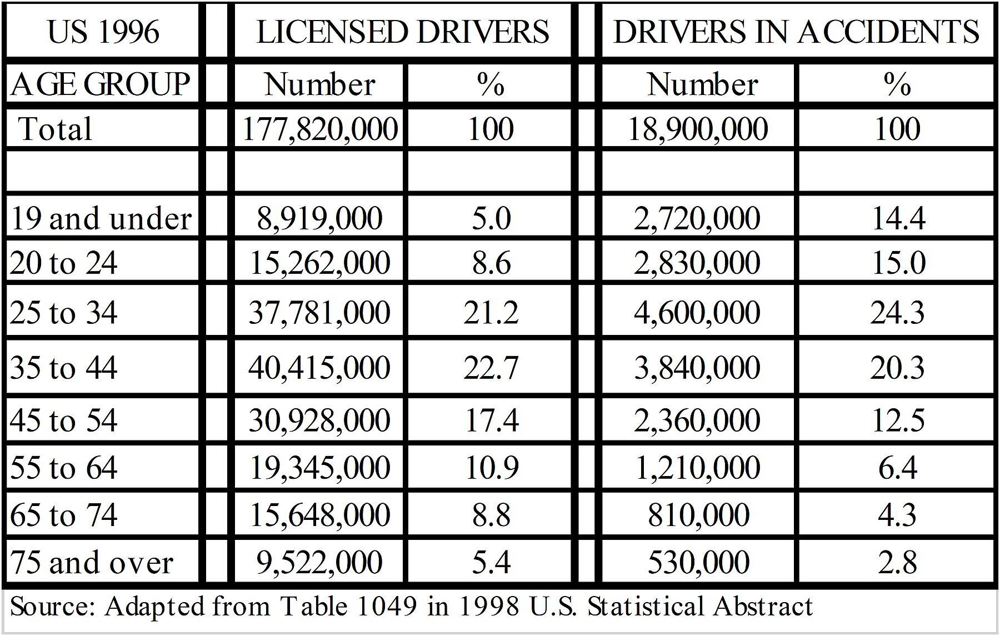 US 1996 LICENSED DRIVERS DRIVERS IN ACCIDENTS
AGE GROUP Number % Number %
Total 177,820,000 100 18,900,000 100
19 and under 8,919,000 5.0 2,720,000 14.4
20 to 24 15,262,000 8.6 2,830,000 15.0
25 to 34 37,781,000 21.2 4,600,000 24.3
35 to 44 40,415,000 22.7 3,840,000 20.3
45 to 54 30,928,000 17.4 2,360,000 12.5
55 to 64 19,345,000 10.9 1,210,000 6.4
65 to 74 15,648,000 8.8 810,000 4.3
75 and over 9,522,000 5.4 530,000 2.8
Source: Adapted from Table 1049 in 1998 U.S. Statistical Abstract